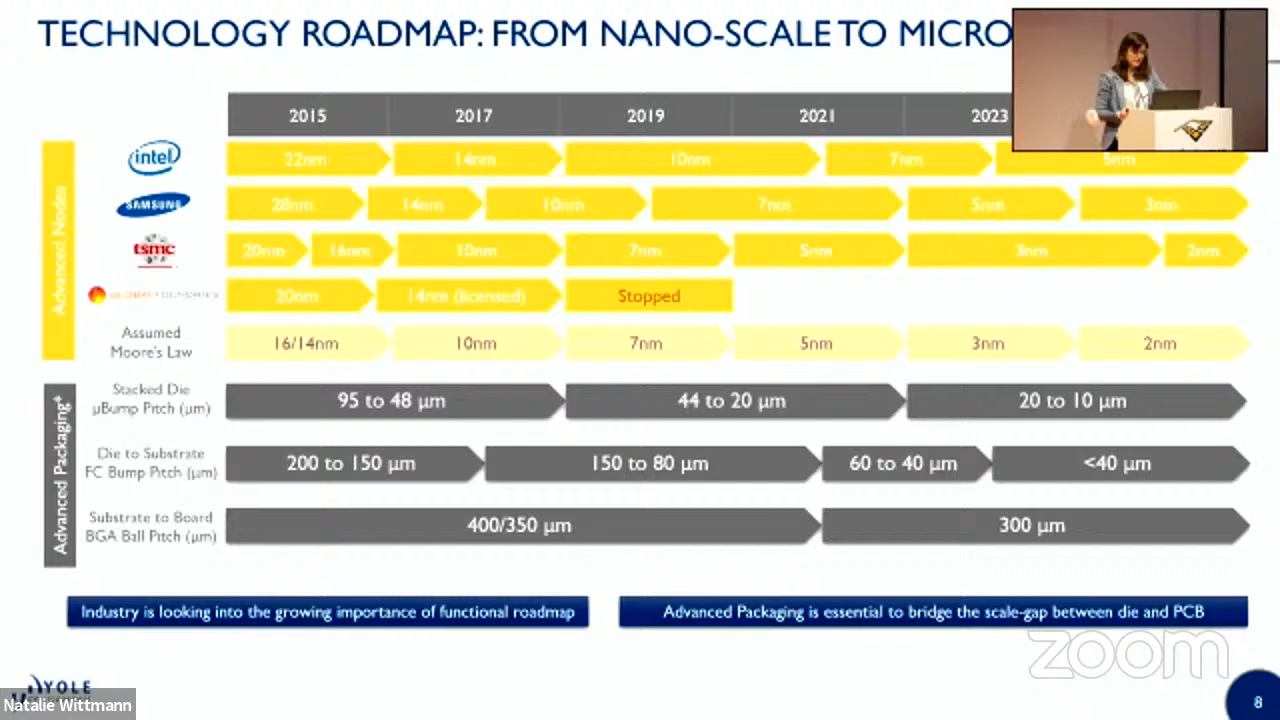 TECHNOLOGY ROADMAP: FROM NANO-SCALE TO MICRO
2015 2017 2019 2021 2023
Advanced Nodes
intel 22nm 14nm 10nm 7nm 5nm
SAMSUNG 28nm 14nm 10nm 7nm 5nm 3nm
tsmc 20nm 16nm 10nm 7nm 5nm 3nm 2nm
20nm 14nm (licensed) Stopped
Assumed
Moore's Law
16/14nm 10nm 7nm 5nm 3nm 2nm
Advanced Packaging*
Stacked Die
µBump Pitch (µm)
95 to 48 µm 44 to 20 µm 20 to 10 µm
Die to Substrate
FC Bump Pitch (µm)
200 to 150 µm 150 to 80 µm 60 to 40 µm <40 µm
Substrate to Board
BGA Ball Pitch (µm)
400/350 µm 300 µm
Industry is looking into the growing importance of functional roadmap
Advanced Packaging is essential to bridge the scale-gap between die and PCB
zoom
YOLE
Natalie Wittmann
8